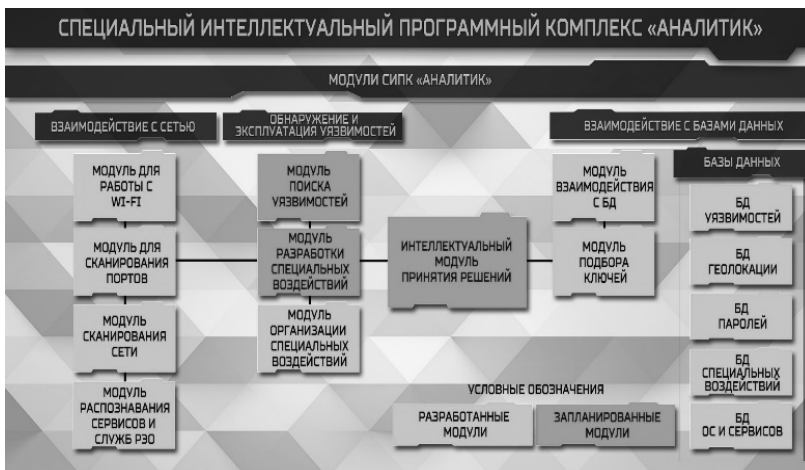 СПЕЦИАЛЬНЫЙ ИНТЕЛЛЕКТУАЛЬНЫЙ ПРОГРАММНЫЙ КОМПЛЕКС «АНАЛИТИК»
МОДУЛИ СИПК «АНАЛИТИК»
ВЗАИМОДЕЙСТВИЕ С СЕТЬЮ
МОДУЛЬ ДЛЯ
РАБОТЫ С
WI-FI
МОДУЛЬ ДЛЯ
СКАНИРОВАНИЯ
ПОРТОВ
МОДУЛЬ
СКАНИРОВАНИЯ
СЕТИ
МОДУЛЬ
РАСПОЗНАВАНИЯ
СЕРВИСОВ И
СЛУЖБ РЭО
ОБНАРУЖЕНИЕ И
ЭКСПЛУАТАЦИЯ УЯЗВИМОСТЕЙ
МОДУЛЬ
ПОИСКА
УЯЗВИМОСТЕЙ
МОДУЛЬ
РАЗРАБОТКИ
СПЕЦИАЛЬНЫХ
ВОЗДЕЙСТВИЙ
МОДУЛЬ
ОРГАНИЗАЦИИ
СПЕЦИАЛЬНЫХ
ВОЗДЕЙСТВИЙ
ИНТЕЛЛЕКТУАЛЬНЫЙ
МОДУЛЬ
ПРИНЯТИЯ РЕШЕНИЙ
ВЗАИМОДЕЙСТВИЕ С БАЗАМИ ДАННЫХ
МОДУЛЬ
ВЗАИМОДЕЙСТВИЯ
С БД
МОДУЛЬ
ПОДБОРА
КЛЮЧЕЙ
БАЗЫ ДАННЫХ
БД
УЯЗВИМОСТЕЙ
БД
ГЕОЛОКАЦИИ
БД
ПАРОЛЕЙ
БД
СПЕЦИАЛЬНЫХ
ВОЗДЕЙСТВИЙ
БД
ОС И СЕРВИСОВ
УСЛОВНЫЕ ОБОЗНАЧЕНИЯ
РАЗРАБОТАННЫЕ
МОДУЛИ
ЗАПЛАНИРОВАННЫЕ
МОДУЛИ